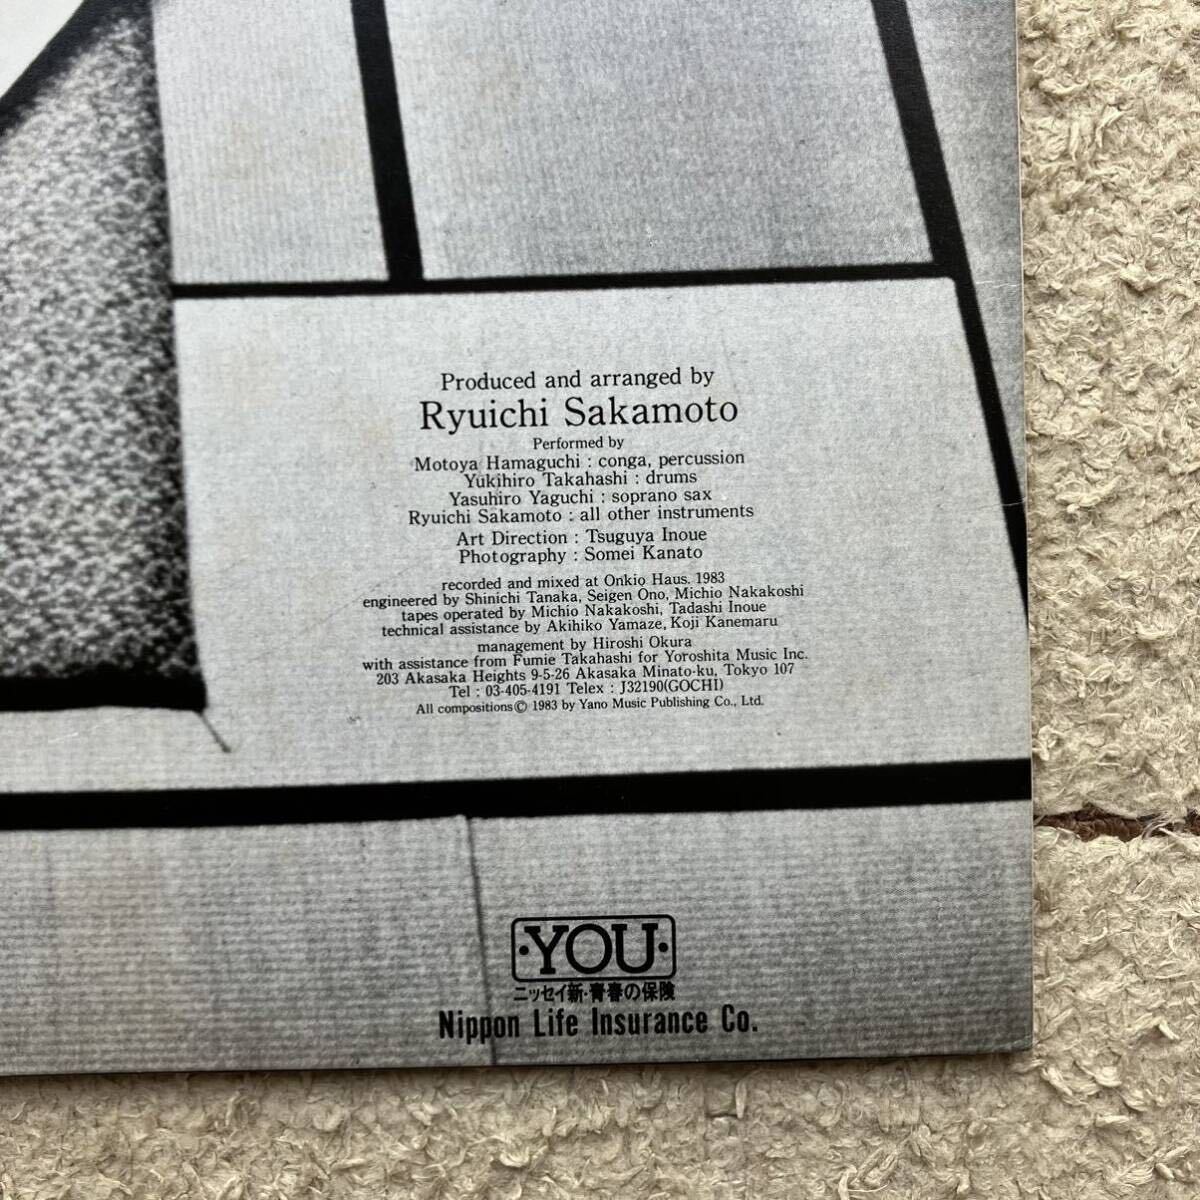 Produced and arranged by
Ryuichi Sakamoto
Performed by
Motoya Hamaguchi : conga, percussion
Yukihiro Takahashi : drums
Yasuhiro Yaguchi : soprano sax
Ryuichi Sakamoto : all other instruments
Art Direction : Tsuguya Inoue
Photography : Somei Kanato
recorded and mixed at Onkio Haus. 1983
engineered by Shinichi Tanaka, Seigen Ono, Michio Nakakoshi
tapes operated by Michio Nakakoshi, Tadashi Inoue
technical assistance by Akihiko Yamaze, Koji Kanemaru
management by Hiroshi Okura
with assistance from Fumie Takahashi for Yoroshita Music Inc.
203 Akasaka Heights 9-5-26 Akasaka Minato-ku, Tokyo 107
Tel : 03-405-4191 Telex : J32190(GOCHI)
All compositions© 1983 by Yano Music Publishing Co., Ltd.
·YOU·
ニッセイ新・青春の保険
Nippon Life Insurance Co.